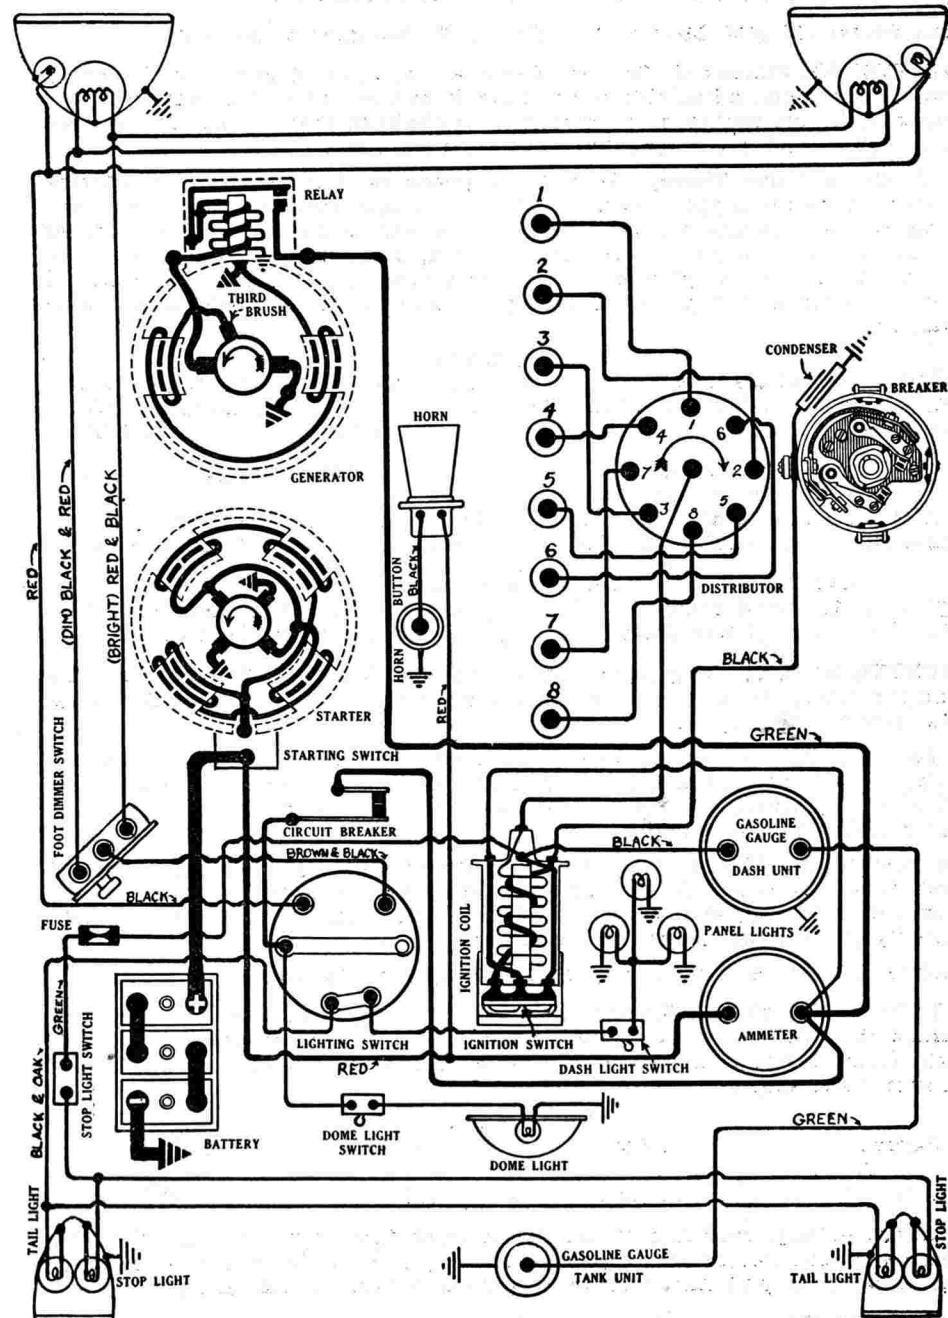 RELAY
THIRD
BRUSH
GENERATOR
1
2
3
4
5
6
7
8
CONDENSER
BREAKER
HORN
1
6
2
5
8
3
7
4
DISTRIBUTOR
RED
(DIM) BLACK & RED
(BRIGHT) RED & BLACK
BLACK
HORN BUTTON
RED
BLACK
GREEN
STARTER
STARTING SWITCH
FOOT DIMMER SWITCH
CIRCUIT BREAKER
BROWN & BLACK
BLACK
BLACK
GASOLINE
GAUGE
DASH UNIT
FUSE
IGNITION COIL
PANEL LIGHTS
GREEN
STOP LIGHT SWITCH
LIGHTING SWITCH
RED
IGNITION SWITCH
DASH LIGHT SWITCH
AMMETER
BLACK & OAK
BATTERY
DOME LIGHT
SWITCH
DOME LIGHT
GREEN
TAIL LIGHT
STOP LIGHT
GASOLINE GAUGE
TANK UNIT
TAIL LIGHT
STOP LIGHT